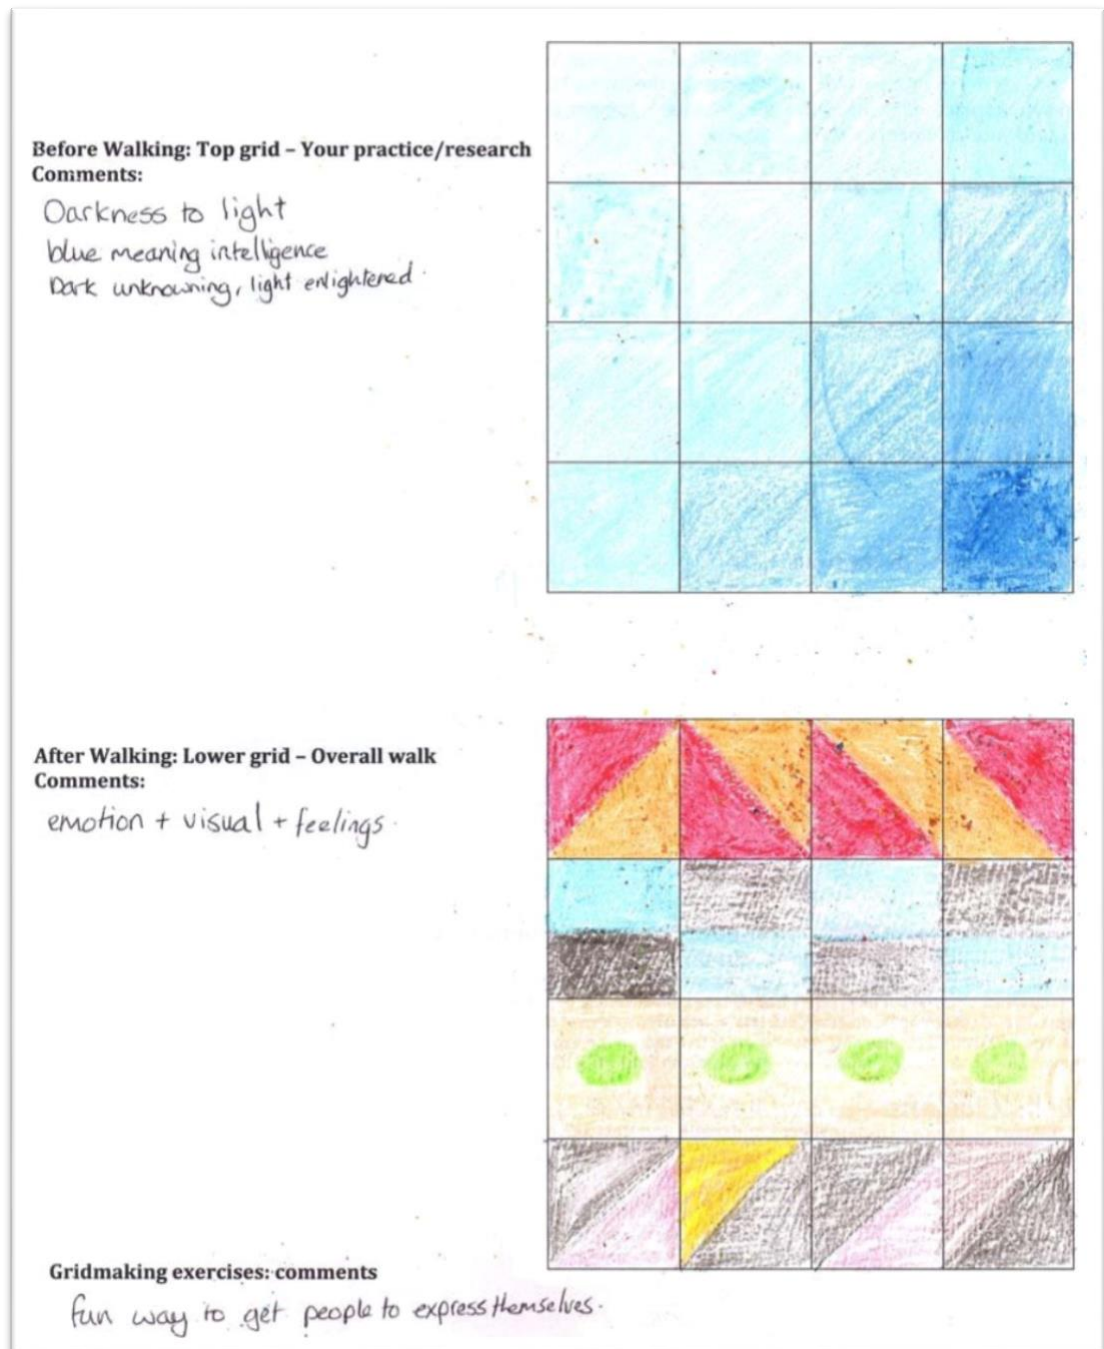 Before Walking: Top grid – Your practice/research
Comments:
Darkness to light
blue meaning intelligence
Dark unknowning, light enlightened.
After Walking: Lower grid – Overall walk
Comments:
emotion + visual + feelings.
Gridmaking exercises: comments
fun way to get people to express themselves.